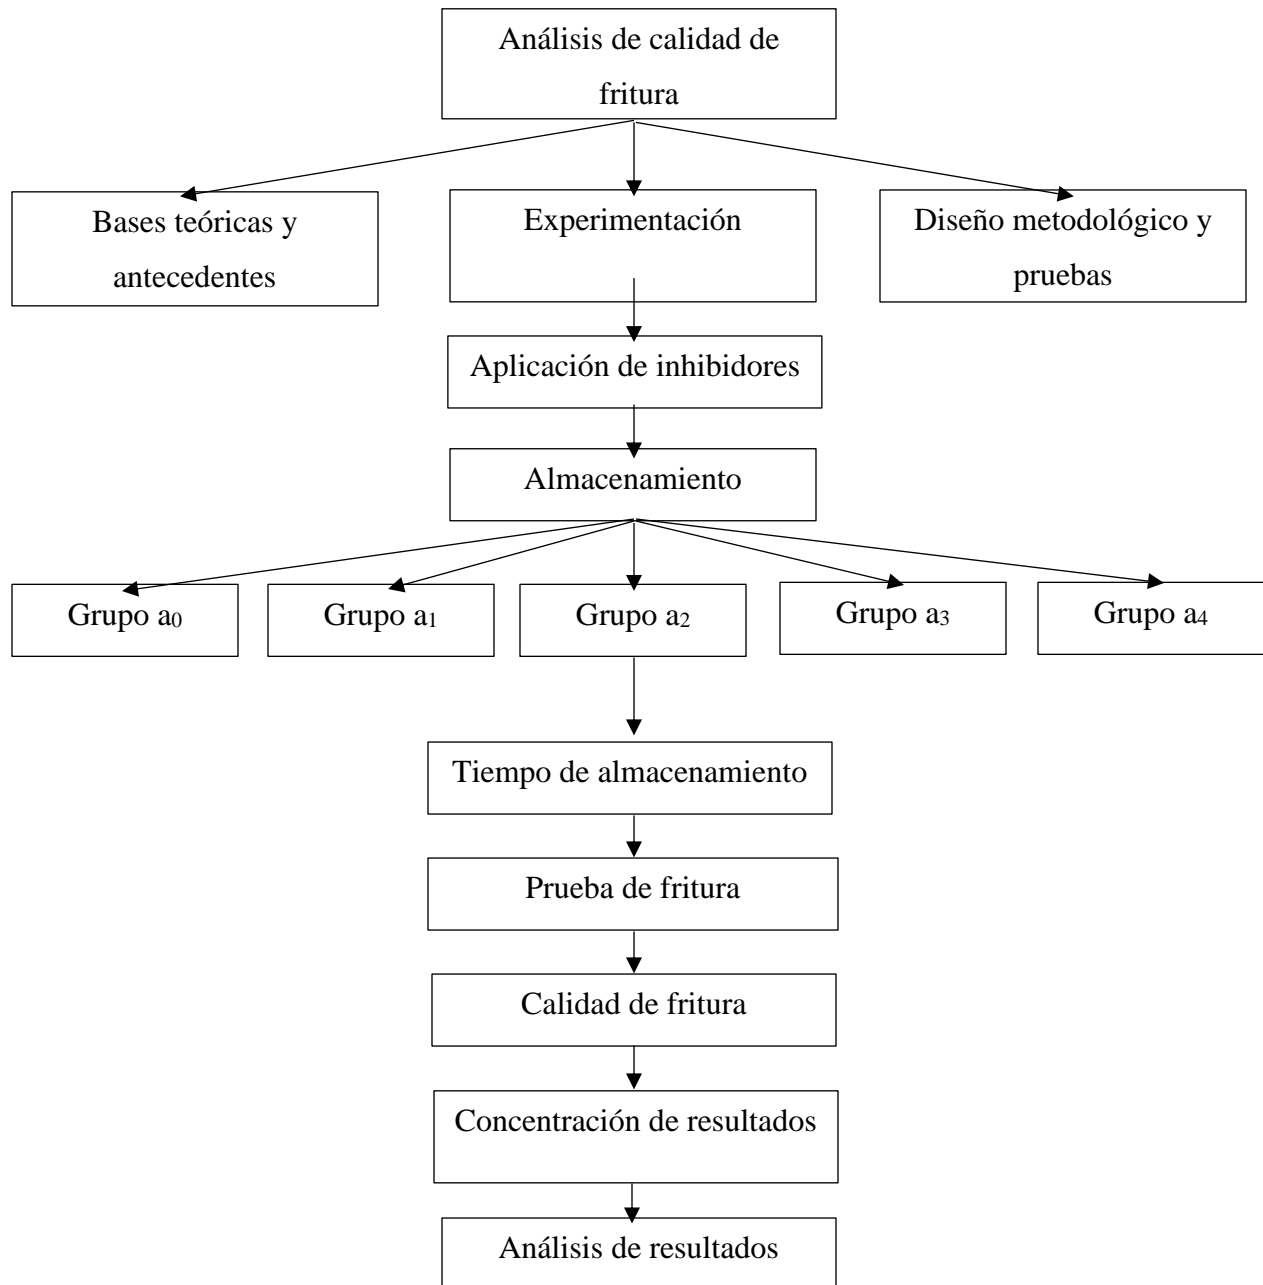 Análisis de calidad de
fritura
Bases teóricas y
antecedentes
Experimentación
Diseño metodológico y
pruebas
Aplicación de inhibidores
Almacenamiento
Grupo a0
Grupo a1
Grupo a2
Grupo a3
Grupo a4
Tiempo de almacenamiento
Prueba de fritura
Calidad de fritura
Concentración de resultados
Análisis de resultados